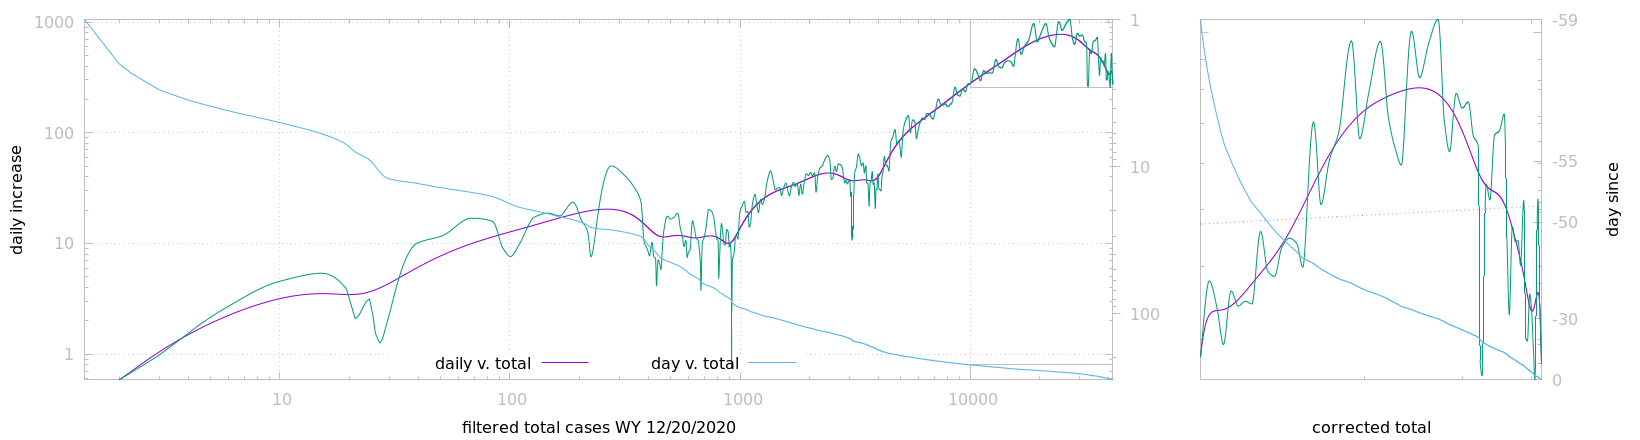 1000
100
10
1
daily increase
10
100
1000
10000
1
10
100
daily v. total
day v. total
filtered total cases WY 12/20/2020
-59
-55
-50
-30
0
day since
corrected total